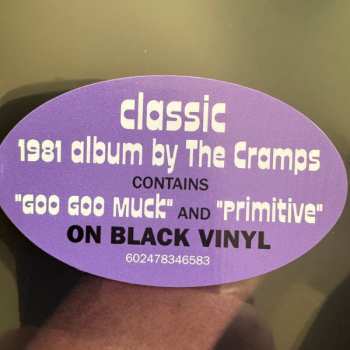 classic
1981 album by The Cramps
CONTAINS
"Goo Goo Muck" AND "Primitive"
ON BLACK VINYL
602478346583